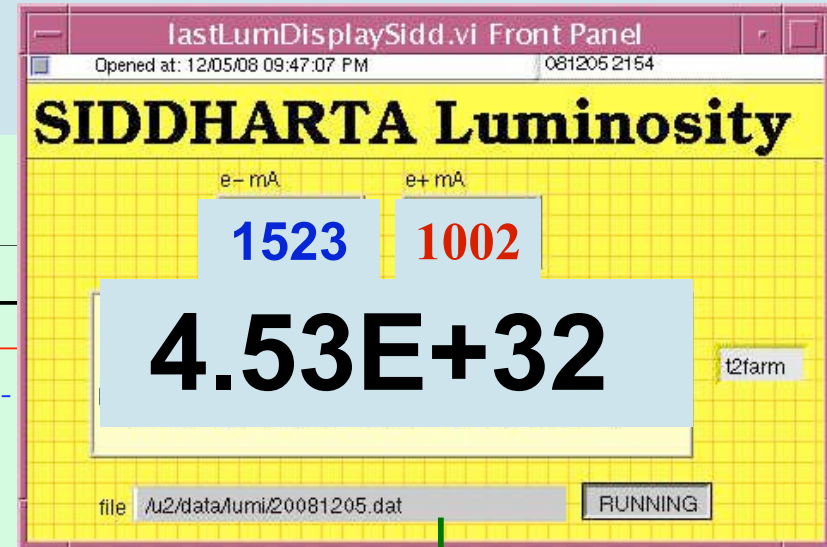 lastLumDisplaySidd.vi Front Panel
Opened at: 12/05/08 09:47:07 PM 081205 2154
SIDDHARTA Luminosity
e- mA e+ mA
1523 1002
4.53E+32
t2farm
file /u2/data/lumi/20081205.dat RUNNING